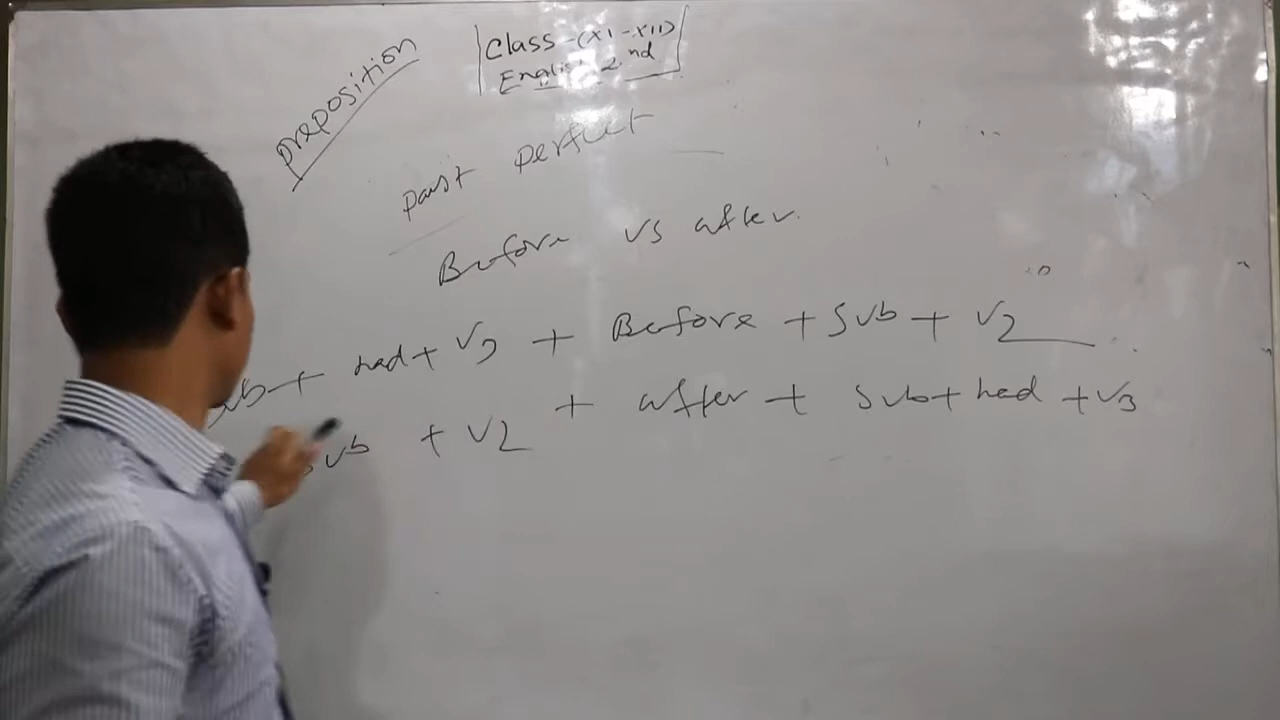 preposition
Class-(XI-XII)
English 2nd
past perfect
Before vs after.
Sub + had + V3 + Before + Sub + V2
Sub + V2 + after + Sub + had + V3